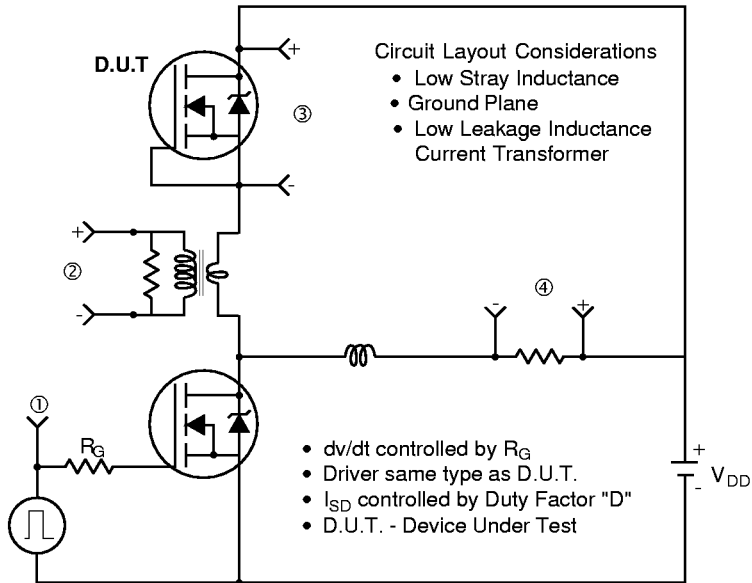 D.U.T
+
③
-
Circuit Layout Considerations
• Low Stray Inductance
• Ground Plane
• Low Leakage Inductance
Current Transformer
+
②
-
④
- +
①
RG
• dv/dt controlled by RG
• Driver same type as D.U.T.
• ISD controlled by Duty Factor "D"
• D.U.T. - Device Under Test
+
VDD
-